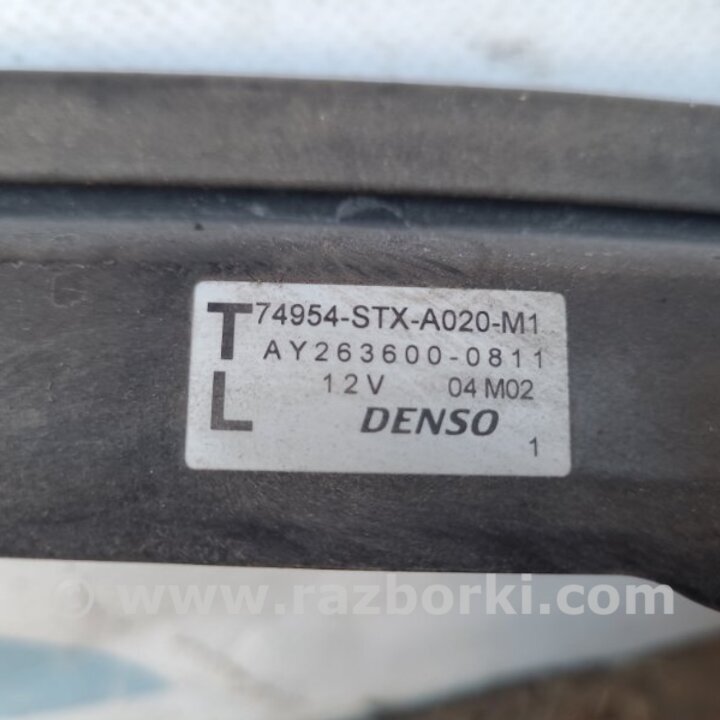 T 74954-STX-A020-M1
AY263600-0811
L 12V 04 M02
DENSO
1
© www.razborki.com